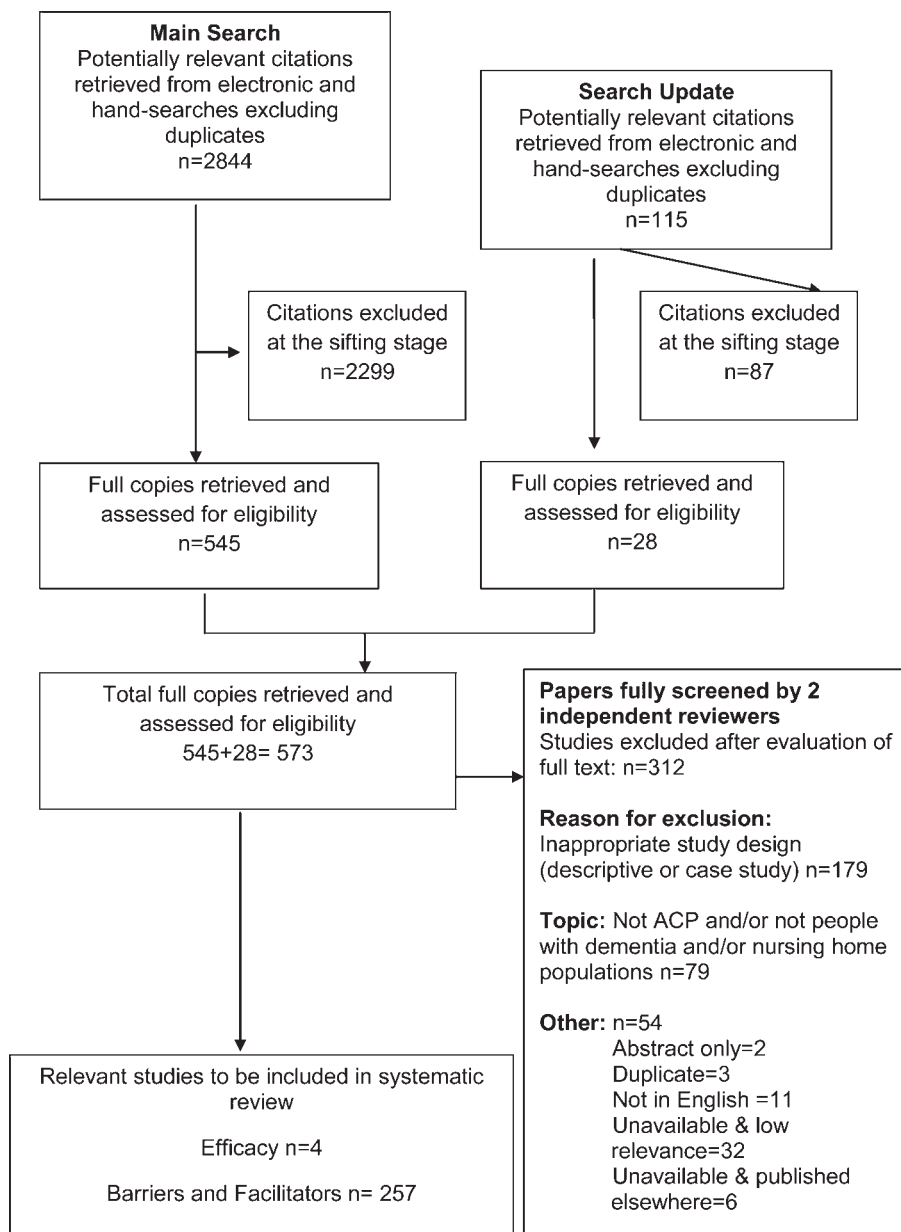 Main Search
Potentially relevant citations
retrieved from electronic and
hand-searches excluding
duplicates
n=2844
Search Update
Potentially relevant citations
retrieved from electronic and
hand-searches excluding
duplicates
n=115
Citations excluded
at the sifting stage
n=2299
Citations excluded
at the sifting stage
n=87
Full copies retrieved and
assessed for eligibility
n=545
Full copies retrieved and
assessed for eligibility
n=28
Total full copies retrieved and
assessed for eligibility
545+28= 573
Papers fully screened by 2
independent reviewers
Studies excluded after evaluation of
full text: n=312
Reason for exclusion:
Inappropriate study design
(descriptive or case study) n=179
Topic: Not ACP and/or not people
with dementia and/or nursing home
populations n=79
Other: n=54
Abstract only=2
Duplicate=3
Not in English =11
Unavailable & low
relevance=32
Unavailable & published
elsewhere=6
Relevant studies to be included in systematic
review
Efficacy n=4
Barriers and Facilitators n= 257